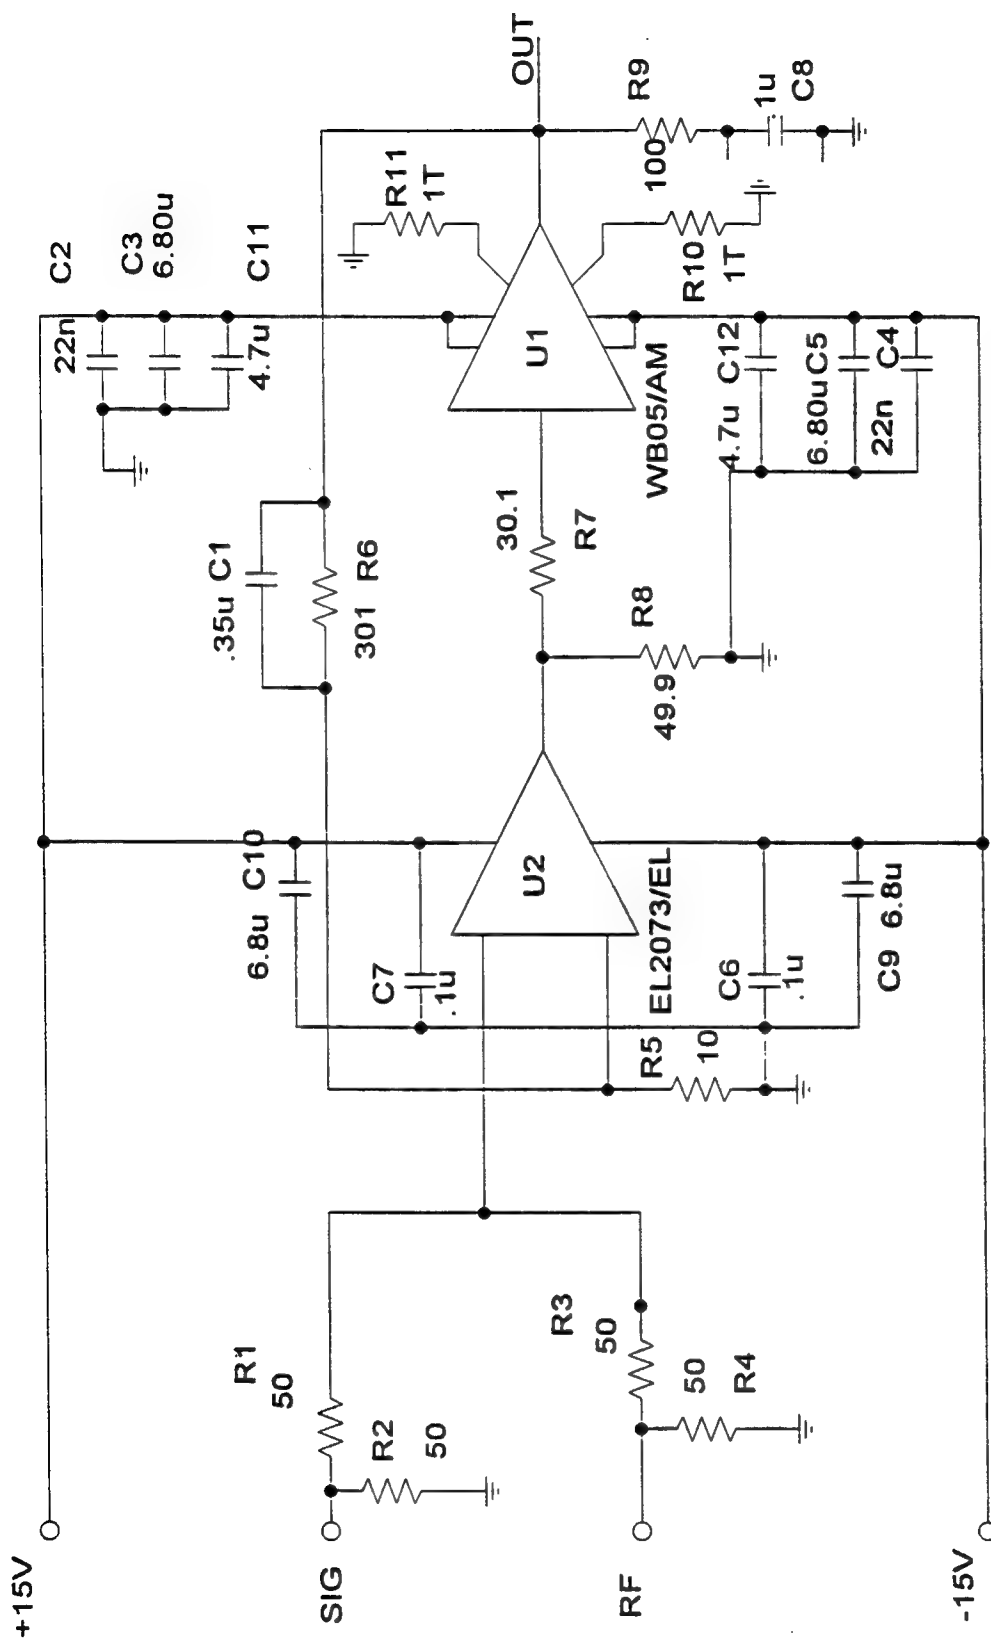 +15V
SIG
RF
-15V
R1
50
R2
50
R3
50
50
R4
6.8u C10
C7
.1u
U2
EL2073/EL
C6
.1u
C9 6.8u
R5
10
.35u C1
301 R6
30.1
R7
R8
49.9
C2
22n
C3
6.80u
C11
4.7u
R11
1T
U1
WB05/AM
R10
1T
4.7u C12
6.80u C5
22n C4
OUT
R9
100
.1u
C8